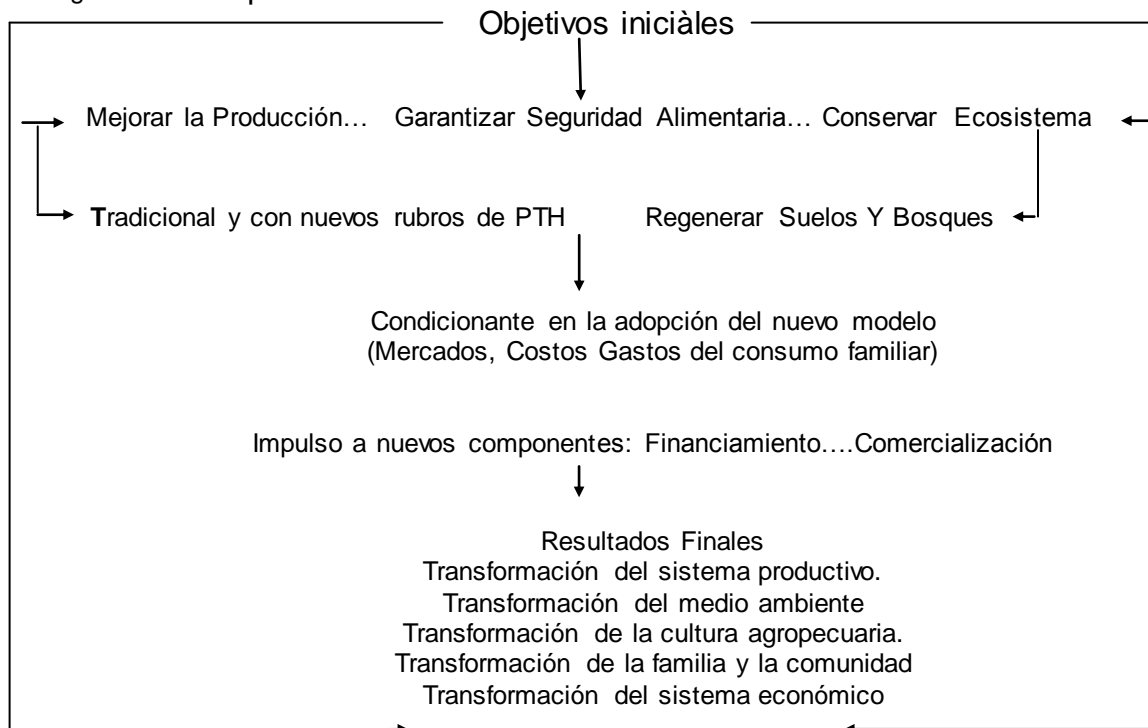 Objetivos iniciàles
Mejorar la Producción… Garantizar Seguridad Alimentaria… Conservar Ecosistema
Tradicional y con nuevos rubros de PTH Regenerar Suelos Y Bosques
Condicionante en la adopción del nuevo modelo
(Mercados, Costos Gastos del consumo familiar)
Impulso a nuevos componentes: Financiamiento….Comercialización
Resultados Finales
Transformación del sistema productivo.
Transformación del medio ambiente
Transformación de la cultura agropecuaria.
Transformación de la familia y la comunidad
Transformación del sistema económico